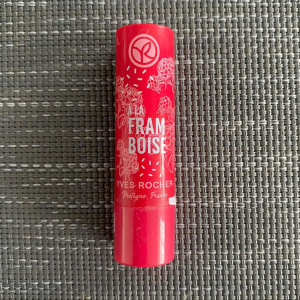 À LA
FRAM
BOISE
YVES ROCHER
Bretagne, France